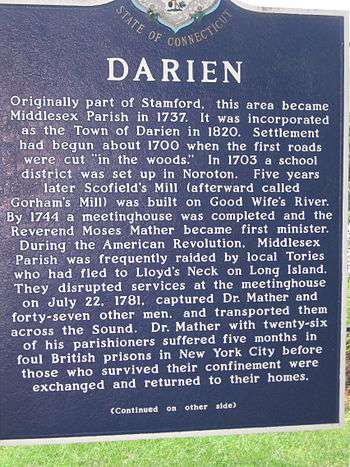 STATE OF CONNECTICUT
DARIEN
Originally part of Stamford, this area became
Middlesex Parish in 1737. It was incorporated
as the Town of Darien in 1820. Settlement
had begun about 1700 when the first roads
were cut "in the woods." In 1703 a school
district was set up in Noroton. Five years
later Scofield's Mill (afterward called
Gorham's Mill) was built on Good Wife's River.
By 1744 a meetinghouse was completed and the
Reverend Moses Mather became first minister.
During the American Revolution, Middlesex
Parish was frequently raided by local Tories
who had fled to Lloyd's Neck on Long Island.
They disrupted services at the meetinghouse
on July 22, 1781, captured Dr. Mather and
forty-seven other men, and transported them
across the Sound. Dr. Mather with twenty-six
of his parishioners suffered five months in
foul British prisons in New York City before
those who survived their confinement were
exchanged and returned to their homes.
(Continued on other side)